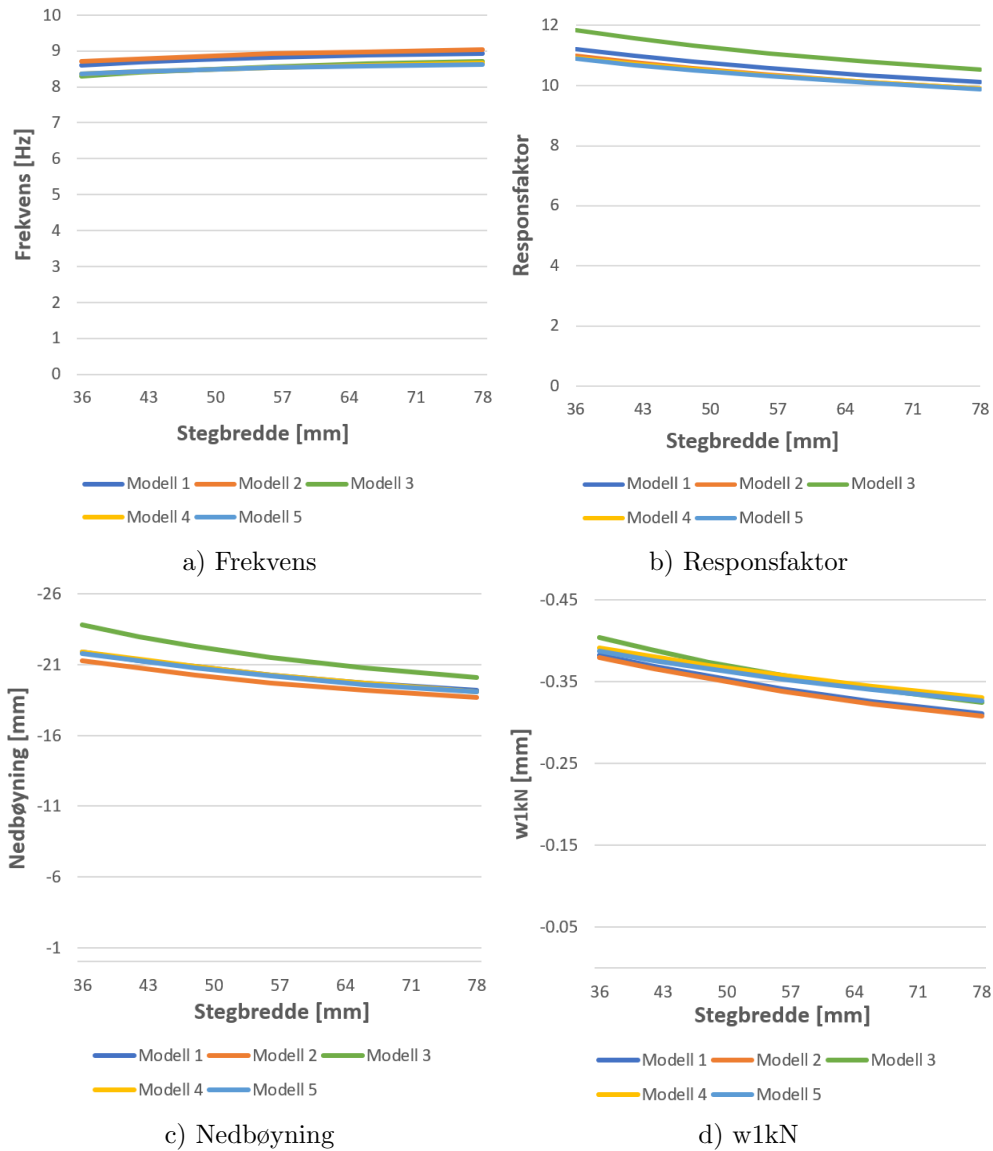 10
9
8
7
6
5
4
3
2
1
0
Frekvens [Hz]
36 43 50 57 64 71 78
Stegbredde [mm]
Modell 1 Modell 2 Modell 3
Modell 4 Modell 5
a) Frekvens
12
10
8
6
4
2
0
Responsfaktor
36 43 50 57 64 71 78
Stegbredde [mm]
Modell 1 Modell 2 Modell 3
Modell 4 Modell 5
b) Responsfaktor
-26
-21
-16
-11
-6
-1
Nedbøyning [mm]
36 43 50 57 64 71 78
Stegbredde [mm]
Modell 1 Modell 2 Modell 3
Modell 4 Modell 5
c) Nedbøyning
-0.45
-0.35
-0.25
-0.15
-0.05
w1kN [mm]
36 43 50 57 64 71 78
Stegbredde [mm]
Modell 1 Modell 2 Modell 3
Modell 4 Modell 5
d) w1kN